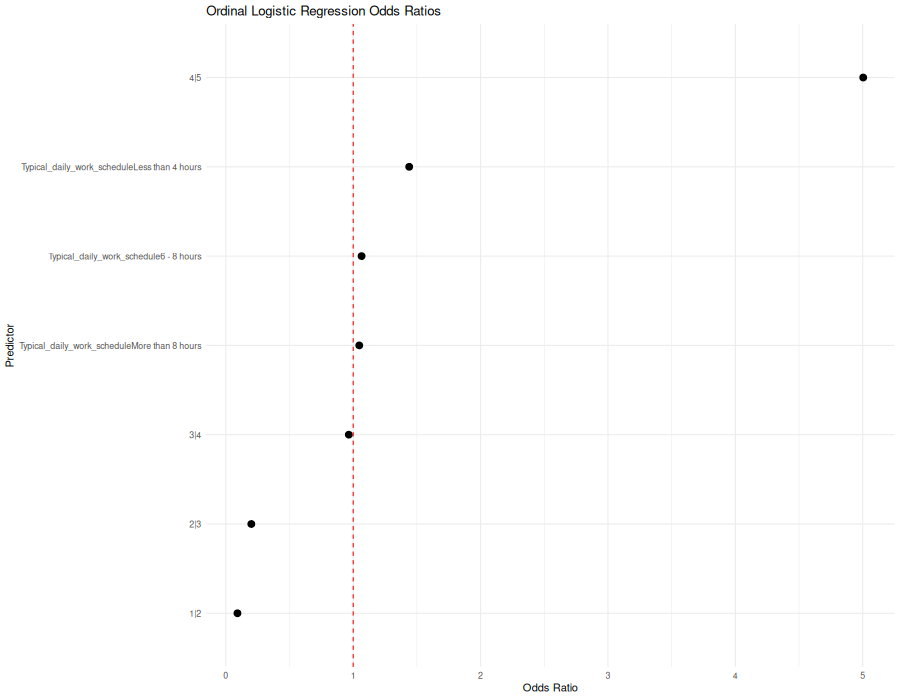 Ordinal Logistic Regression Odds Ratios
4|5
Typical_daily_work_scheduleLess than 4 hours
Typical_daily_work_schedule6 - 8 hours
Typical_daily_work_scheduleMore than 8 hours
3|4
2|3
1|2
Predictor
0 1 2 3 4 5
Odds Ratio